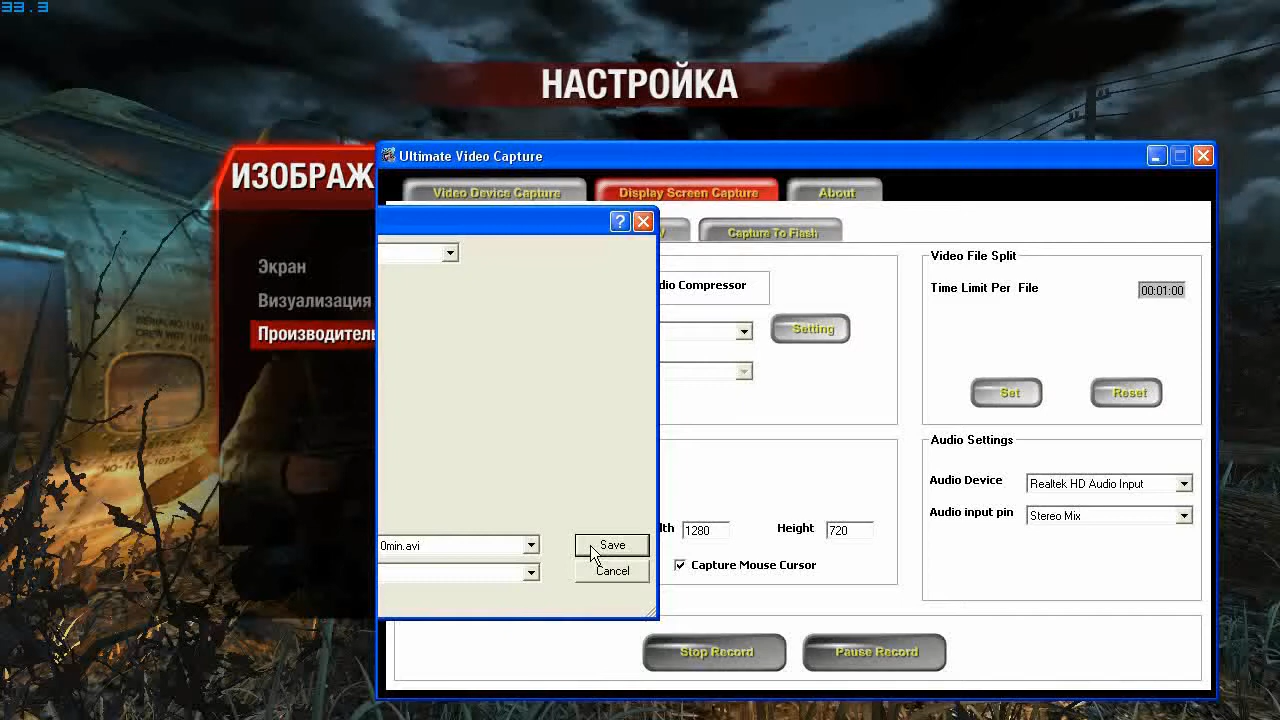 33.3
НАСТРОЙКА
ИЗОБРАЖ
Экран
Визуализация
Производитель
Ultimate Video Capture
Video Device Capture
Display Screen Capture
About
Capture To Flash
dio Compressor
Setting
Video File Split
Time Limit Per File
00:01:00
Set
Reset
Audio Settings
Audio Device
Realtek HD Audio Input
Audio input pin
Stereo Mix
0min.avi
Save
Cancel
dth
1280
Height
720
Capture Mouse Cursor
Stop Record
Pause Record